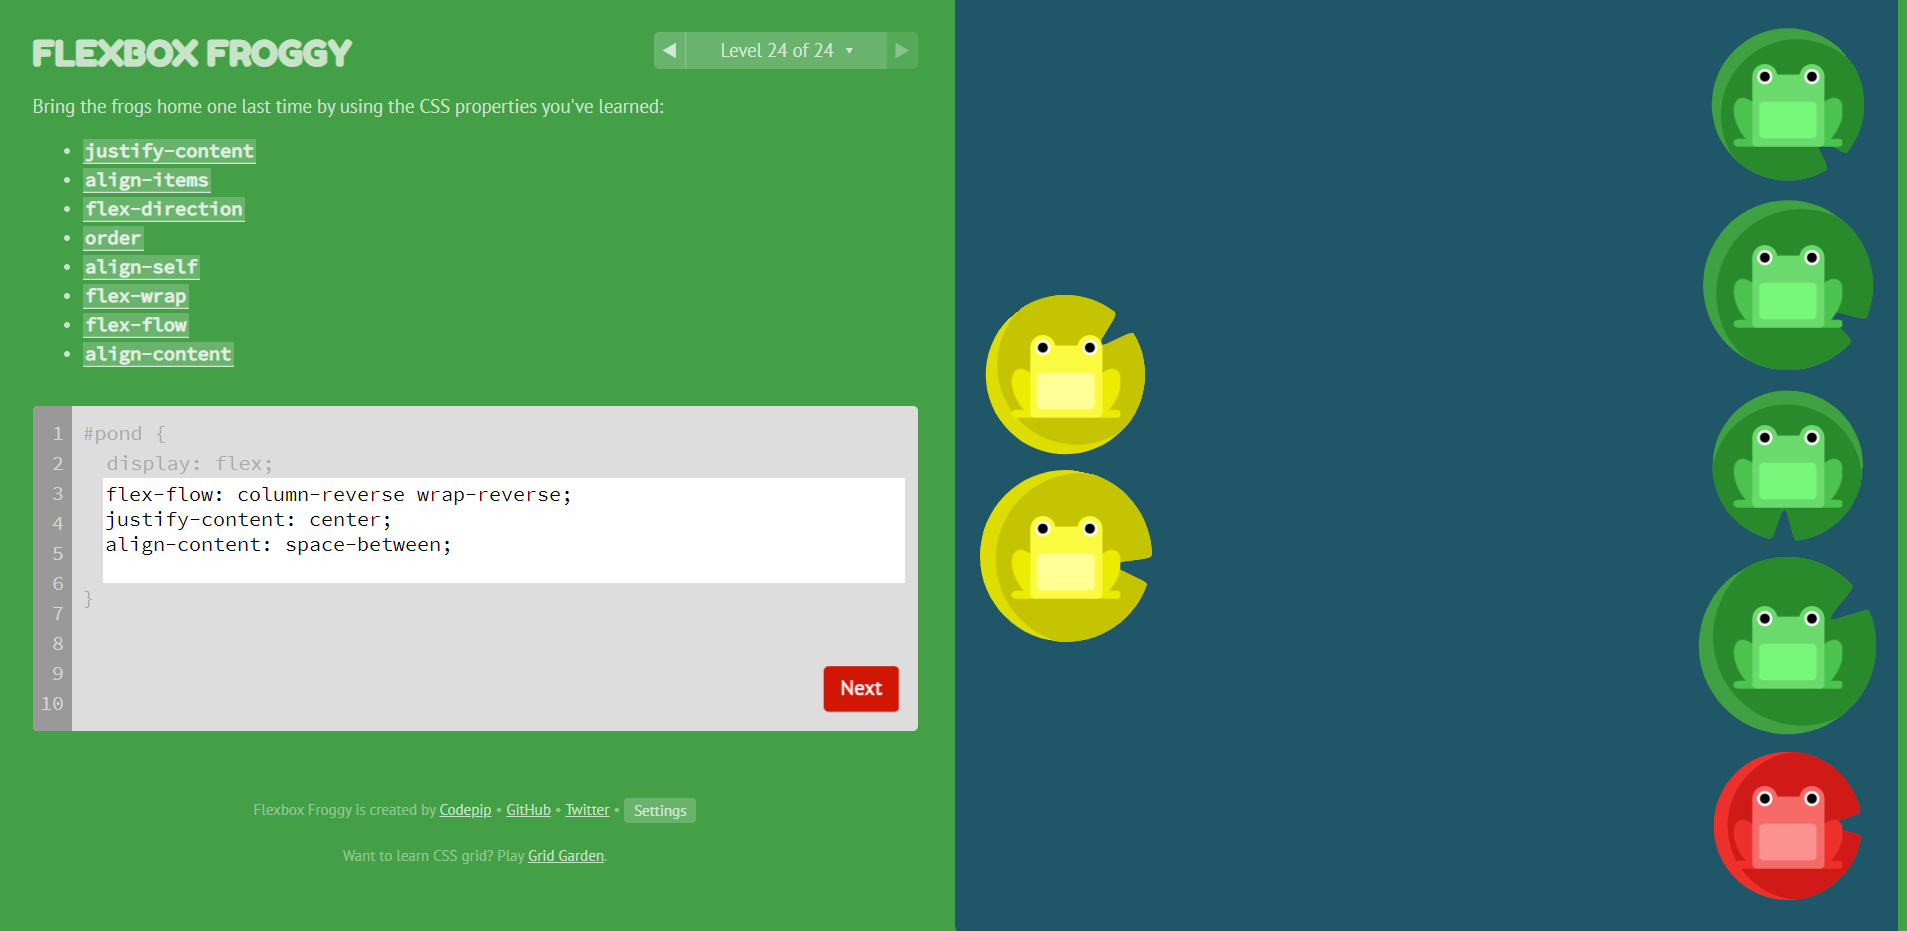 FLEXBOX FROGGY
◀ Level 24 of 24 ▾ ▶
Bring the frogs home one last time by using the CSS properties you've learned:
• justify-content
• align-items
• flex-direction
• order
• align-self
• flex-wrap
• flex-flow
• align-content
1 #pond {
2 display: flex;
3 flex-flow: column-reverse wrap-reverse;
4 justify-content: center;
5 align-content: space-between;
6 }
7
8
9
10
Next
Flexbox Froggy is created by Codepip • GitHub • Twitter • Settings
Want to learn CSS grid? Play Grid Garden.